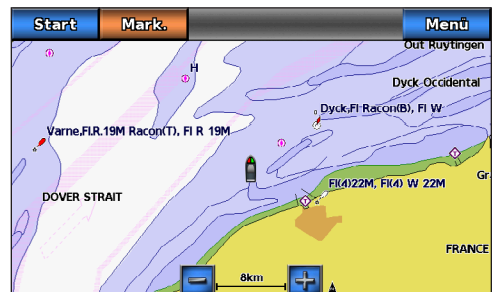 Start
Mark.
Menü
Out Ruytingen
H
Dyck Occidental
Dyck,Fl Racon(B), Fl W
Varne,Fl.R.19M Racon(T), Fl R 19M
Fl(4)22M, Fl(4) W 22M
DOVER STRAIT
FRANCE
8km